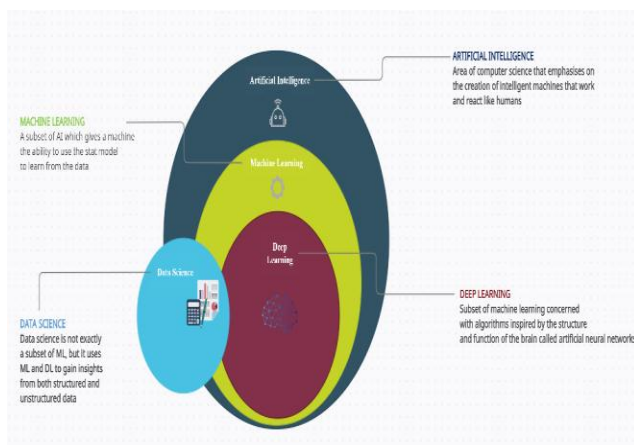 ARTIFICIAL INTELLIGENCE
Area of computer science that emphasises on
the creation of intelligent machines that work
and react like humans
Artificial Intelligence
MACHINE LEARNING
A subset of AI which gives a machine
the ability to use the stat model
to learn from the data
Machine Learning
Deep
Learning
Data Science
DEEP LEARNING
Subset of machine learning concerned
with algorithms inspired by the structure
and function of the brain called artificial neural networks
DATA SCIENCE
Data science is not exactly
a subset of ML, but it uses
ML and DL to gain insights
from both structured and
unstructured data